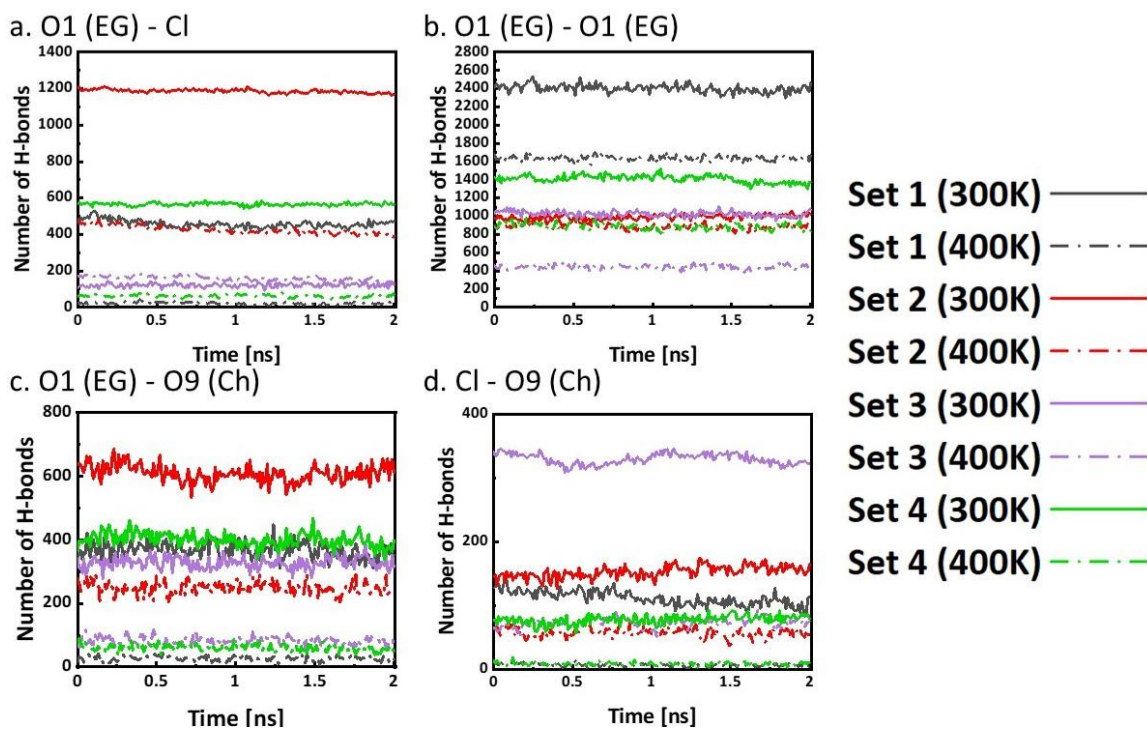 a. O1 (EG) - Cl
b. O1 (EG) - O1 (EG)
Number of H-bonds
1400
1200
1000
800
600
400
200
0
0
0.5
1
1.5
2
Time [ns]
Number of H-bonds
2800
2600
2400
2200
2000
1800
1600
1400
1200
1000
800
600
400
200
0
0
0.5
1
1.5
2
Time [ns]
c. O1 (EG) - O9 (Ch)
d. Cl - O9 (Ch)
Number of H-bonds
800
600
400
200
0
0
0.5
1
1.5
2
Time [ns]
Number of H-bonds
400
200
0
0
0.5
1
1.5
2
Time [ns]
Set 1 (300K)
Set 1 (400K)
Set 2 (300K)
Set 2 (400K)
Set 3 (300K)
Set 3 (400K)
Set 4 (300K)
Set 4 (400K)